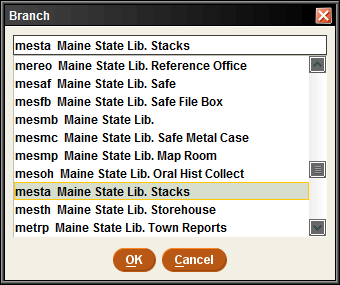 Branch
mesta Maine State Lib. Stacks
mereo Maine State Lib. Reference Office
mesaf Maine State Lib. Safe
mesfb Maine State Lib. Safe File Box
mesmb Maine State Lib.
mesmc Maine State Lib. Safe Metal Case
mesmp Maine State Lib. Map Room
mesoh Maine State Lib. Oral Hist Collect
mesta Maine State Lib. Stacks
mesth Maine State Lib. Storehouse
metrp Maine State Lib. Town Reports
OK Cancel